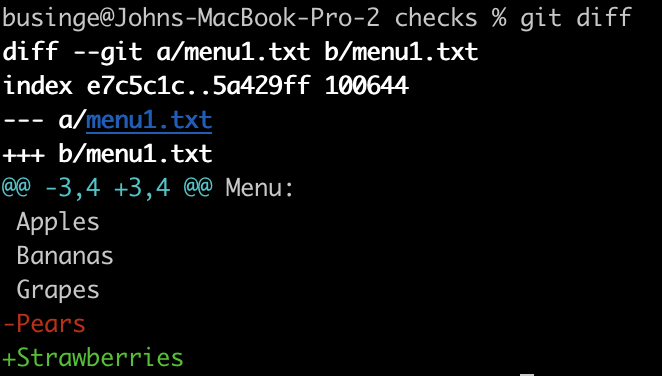 businge@Johns-MacBook-Pro-2 checks % git diff
diff --git a/menu1.txt b/menu1.txt
index e7c5c1c..5a429ff 100644
--- a/menu1.txt
+++ b/menu1.txt
@@ -3,4 +3,4 @@ Menu:
 Apples
 Bananas
 Grapes
-Pears
+Strawberries